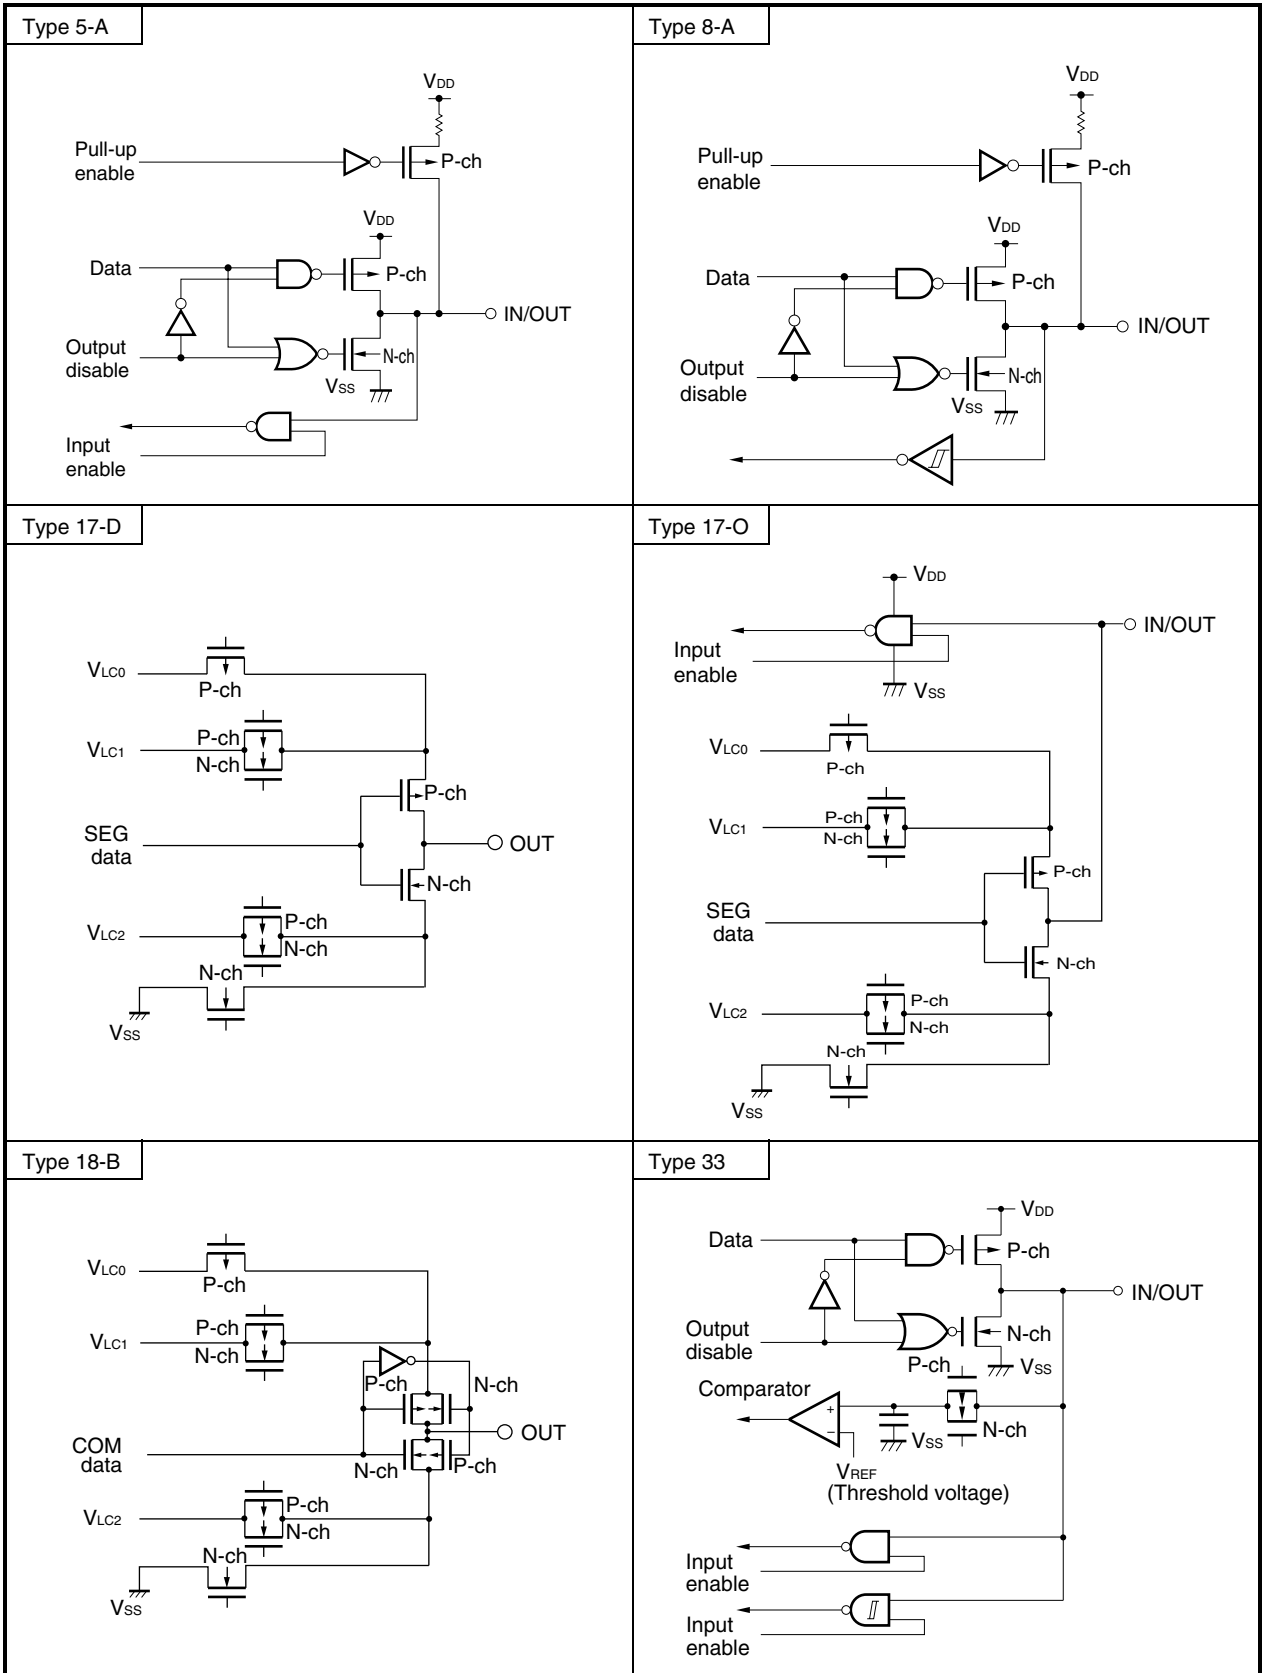 Type 5-A
VDD
Pull-up
enable
P-ch
VDD
Data
P-ch
IN/OUT
Output
disable
N-ch
VSS
Input
enable
Type 8-A
VDD
Pull-up
enable
P-ch
VDD
Data
P-ch
IN/OUT
Output
disable
N-ch
VSS
Type 17-D
VLC0
P-ch
P-ch
VLC1
N-ch
P-ch
SEG
data
OUT
N-ch
P-ch
VLC2
N-ch
N-ch
VSS
Type 17-O
VDD
IN/OUT
Input
enable
VSS
VLC0
P-ch
P-ch
VLC1
N-ch
P-ch
SEG
data
N-ch
P-ch
VLC2
N-ch
N-ch
VSS
Type 18-B
VLC0
P-ch
P-ch
VLC1
N-ch
P-ch
N-ch
OUT
COM
data
N-ch
P-ch
P-ch
VLC2
N-ch
N-ch
VSS
Type 33
VDD
Data
P-ch
IN/OUT
Output
disable
N-ch
P-ch
VSS
Comparator
+
−
N-ch
VSS
VREF
(Threshold voltage)
Input
enable
Input
enable